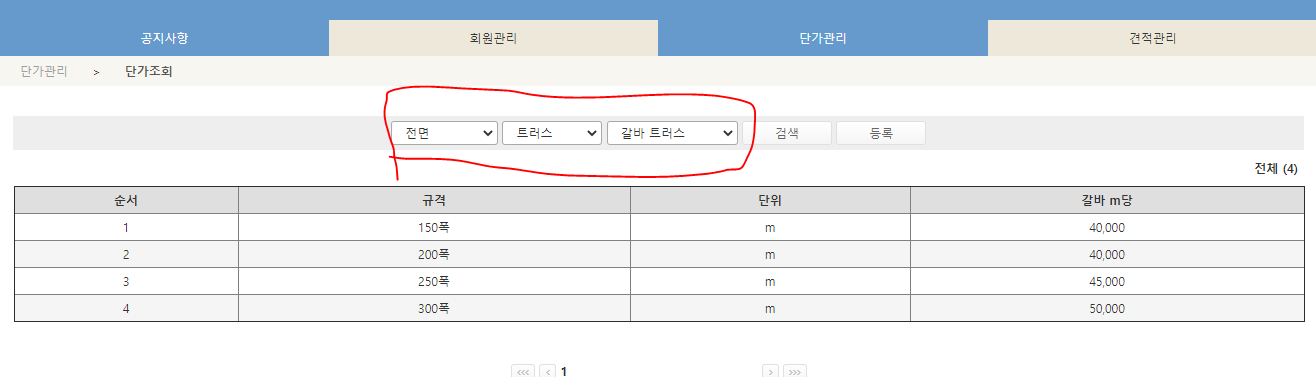 공지사항 회원관리 단가관리 견적관리
단가관리 > 단가조회
전면 트러스 갈바 트러스 검색 등록
전체 (4)
순서 규격 단위 갈바 m당
1 150폭 m 40,000
2 200폭 m 40,000
3 250폭 m 45,000
4 300폭 m 50,000
<<< < 1 > >>>